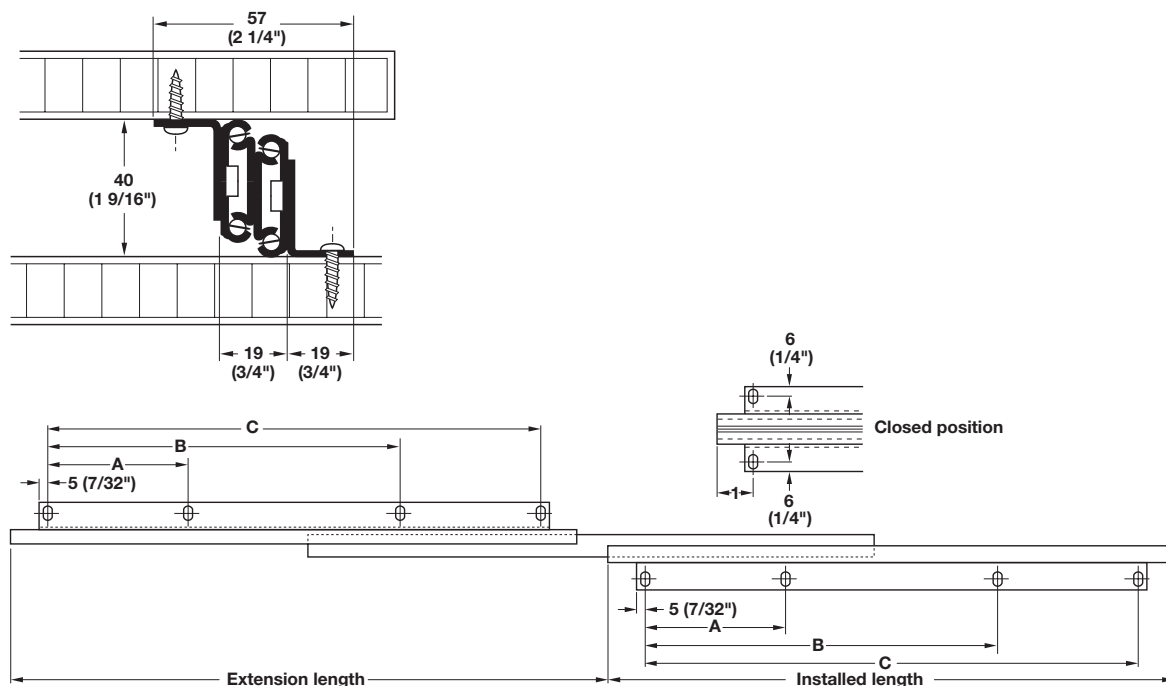 57
(2 1/4")
40
(1 9/16")
19
(3/4")
19
(3/4")
6
(1/4")
Closed position
1
6
(1/4")
C
B
A
5 (7/32")
5 (7/32")
A
B
C
Extension length
Installed length